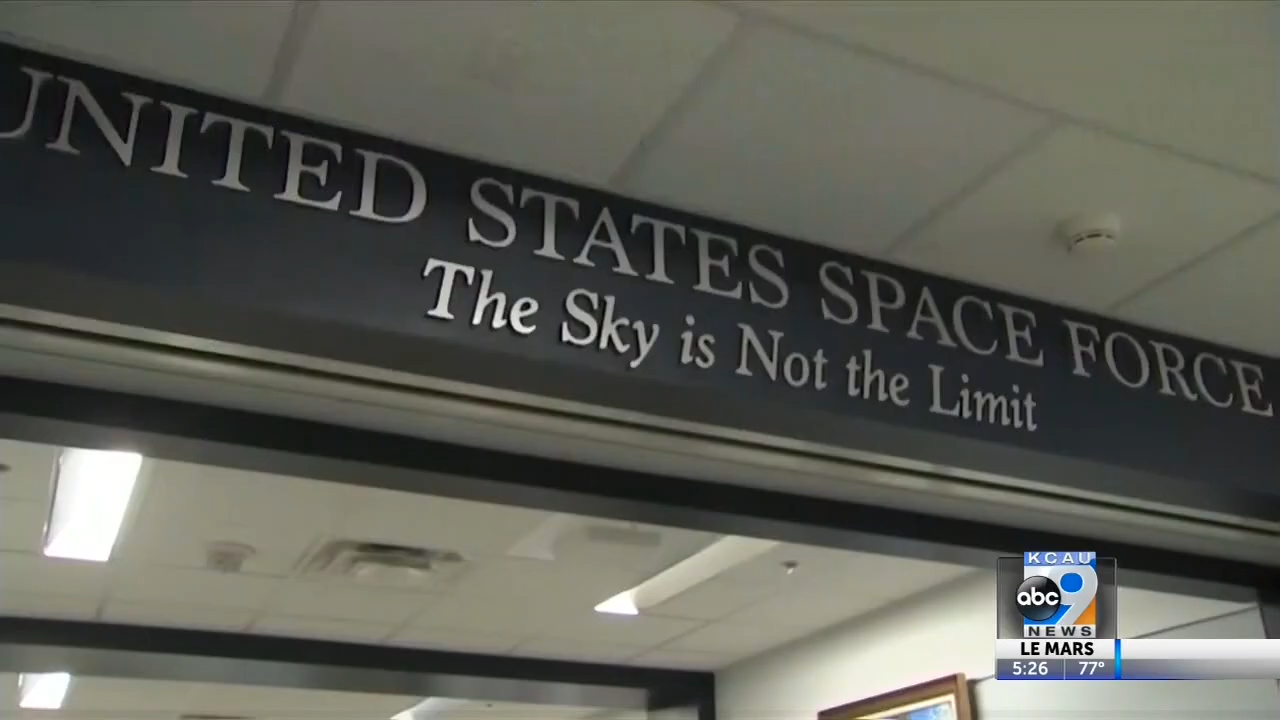 UNITED STATES SPACE FORCE
The Sky is Not the Limit
KCAU
abc 9
NEWS
LE MARS
5:26 77°